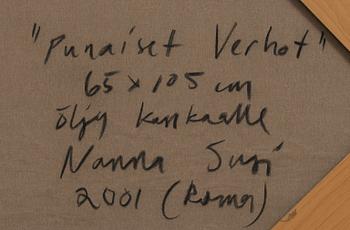 "Punaiset Verhot"
65 x 105 cm
öljy kankaalle
Nanna Susi
2001 (Roma)